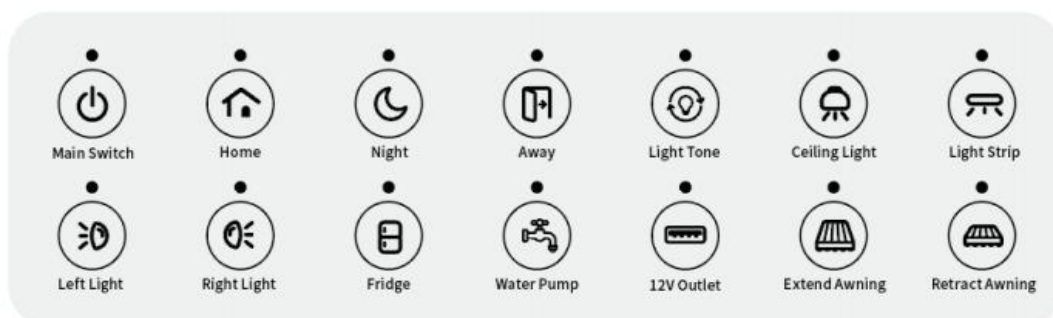 Main Switch Home Night Away Light Tone Ceiling Light Light Strip
Left Light Right Light Fridge Water Pump 12V Outlet Extend Awning Retract Awning